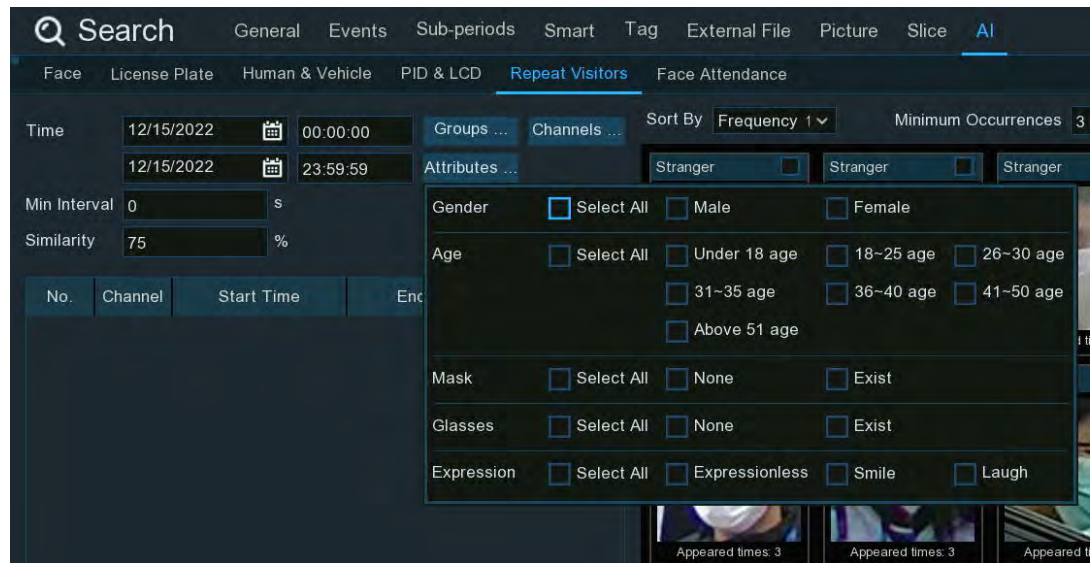 Search General Events Sub-periods Smart Tag External File Picture Slice AI
Face License Plate Human & Vehicle PID & LCD Repeat Visitors Face Attendance
Time 12/15/2022 00:00:00 Groups ... Channels ... Sort By Frequency Minimum Occurrences 3
12/15/2022 23:59:59 Attributes ... Stranger Stranger Stranger
Min Interval 0 s
Similarity 75 %
No. Channel Start Time
Gender Select All Male Female
Age Select All Under 18 age 18~25 age 26~30 age
31~35 age 36~40 age 41~50 age
Above 51 age
Mask Select All None Exist
Glasses Select All None Exist
Expression Select All Expressionless Smile Laugh
Appeared times: 3 Appeared times: 3 Appeared